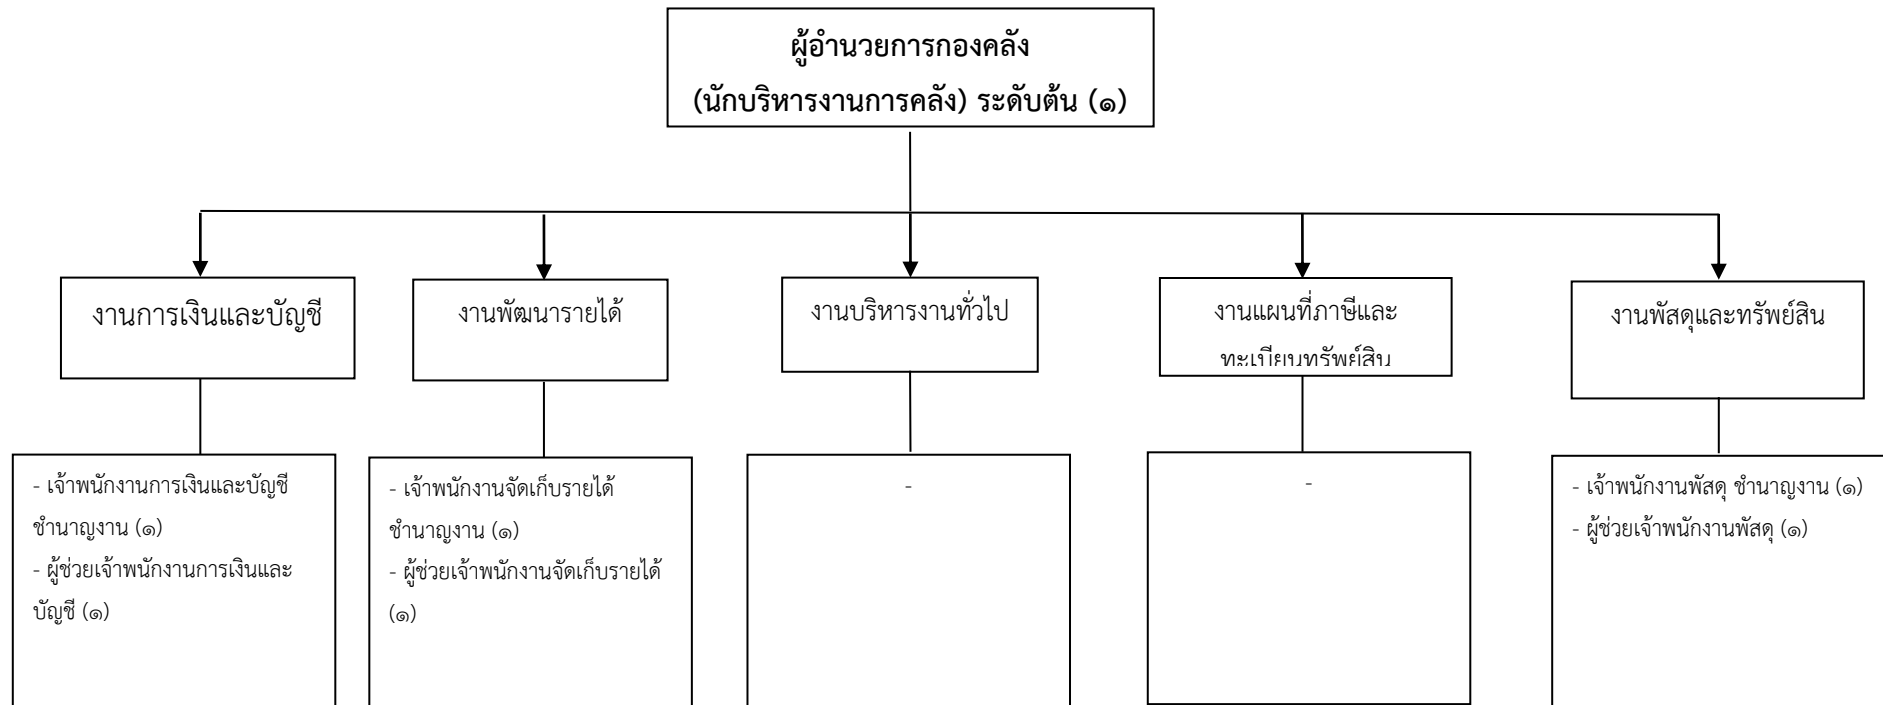 ผู้อำนวยการกองคลัง
(นักบริหารงานการคลัง) ระดับต้น (๑)
งานการเงินและบัญชี
งานพัฒนารายได้
งานบริหารงานทั่วไป
งานแผนที่ภาษีและ
ทะเบียนทรัพย์สิน
งานพัสดุและทรัพย์สิน
- เจ้าพนักงานการเงินและบัญชี
ชำนาญงาน (๑)
- ผู้ช่วยเจ้าพนักงานการเงินและ
บัญชี (๑)
- เจ้าพนักงานจัดเก็บรายได้
ชำนาญงาน (๑)
- ผู้ช่วยเจ้าพนักงานจัดเก็บรายได้
(๑)
-
-
- เจ้าพนักงานพัสดุ ชำนาญงาน (๑)
- ผู้ช่วยเจ้าพนักงานพัสดุ (๑)